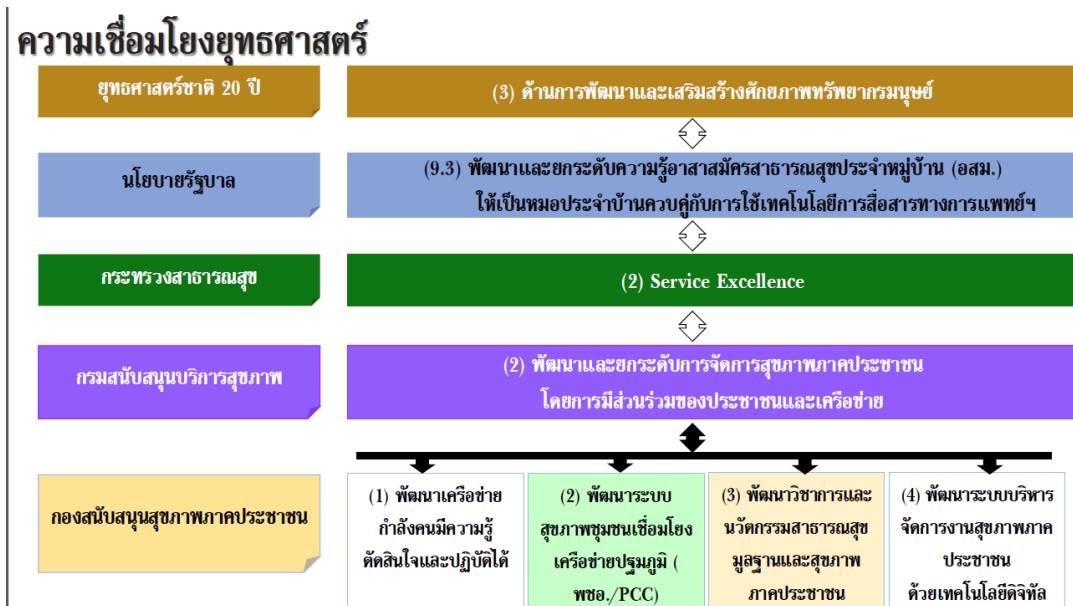 ความเชื่อมโยงยุทธศาสตร์
ยุทธศาสตร์ชาติ 20 ปี
(3) ด้านการพัฒนาและเสริมสร้างศักยภาพทรัพยากรมนุษย์
นโยบายรัฐบาล
(9.3) พัฒนาและยกระดับความรู้อาสาสมัครสาธารณสุขประจำหมู่บ้าน (อสม.)
ให้เป็นหมอประจำบ้านควบคู่กับการใช้เทคโนโลยีการสื่อสารทางการแพทย์ฯ
กระทรวงสาธารณสุข
(2) Service Excellence
กรมสนับสนุนบริการสุขภาพ
(2) พัฒนาและยกระดับการจัดการสุขภาพภาคประชาชน
โดยการมีส่วนร่วมของประชาชนและเครือข่าย
กองสนับสนุนสุขภาพภาคประชาชน
(1) พัฒนาเครือข่าย
กำลังคนมีความรู้
ตัดสินใจและปฏิบัติได้
(2) พัฒนาระบบ
สุขภาพชุมชนเชื่อมโยง
เครือข่ายปฐมภูมิ (
พชอ./PCC)
(3) พัฒนาวิชาการและ
นวัตกรรมสาธารณสุข
มูลฐานและสุขภาพ
ภาคประชาชน
(4) พัฒนาระบบบริหาร
จัดการงานสุขภาพภาค
ประชาชน
ด้วยเทคโนโลยีดิจิทัล